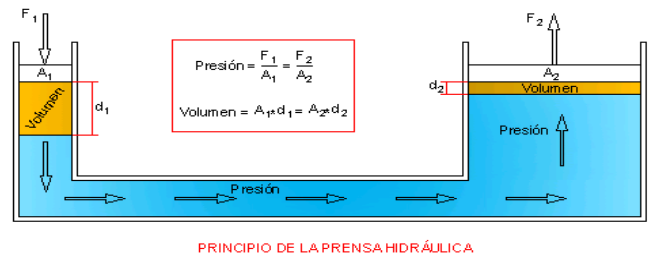 F1
F2
A1
A2
Presión = F1/A1 = F2/A2
Volumen = A1*d1 = A2*d2
Volumen
d1
d2
Volumen
Presión
Presión
PRINCIPIO DE LA PRENSA HIDRÁULICA